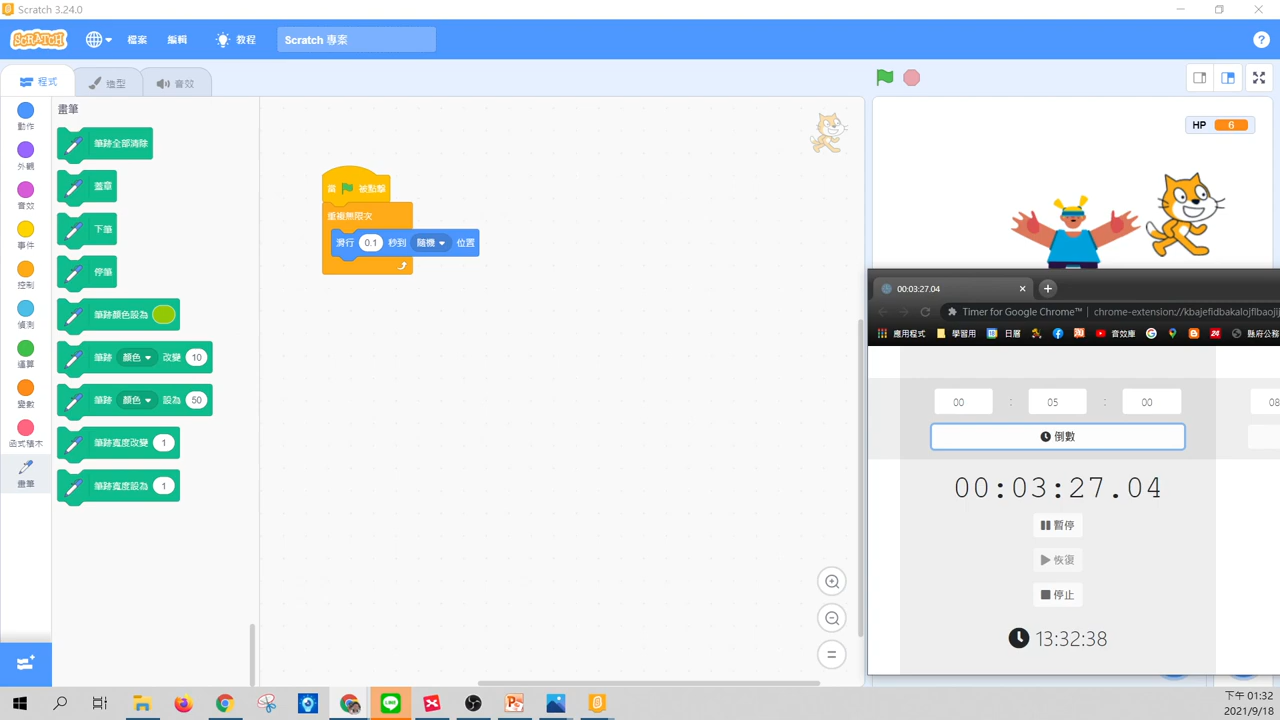 Scratch 3.24.0
SCRATCH
檔案
編輯
教程
Scratch 專案
?
程式
造型
音效
動作
外觀
音效
事件
控制
偵測
運算
變數
函式積木
畫筆
畫筆
筆跡全部清除
蓋章
下筆
停筆
筆跡顏色設為
筆跡 顏色 改變 10
筆跡 顏色 設為 50
筆跡寬度改變 1
筆跡寬度設為 1
當 被點擊
重複無限次
滑行 0.1 秒到 隨機 位置
HP 6
00:03:27.04
Timer for Google Chrome™ | chrome-extension://kbajefidbakalojflbaojij
應用程式
學習用
日曆
音效庫
縣府公務
00 : 05 : 00
08
倒數
00:03:27.04
暫停
恢復
停止
13:32:38
下午 01:32
2021/9/18